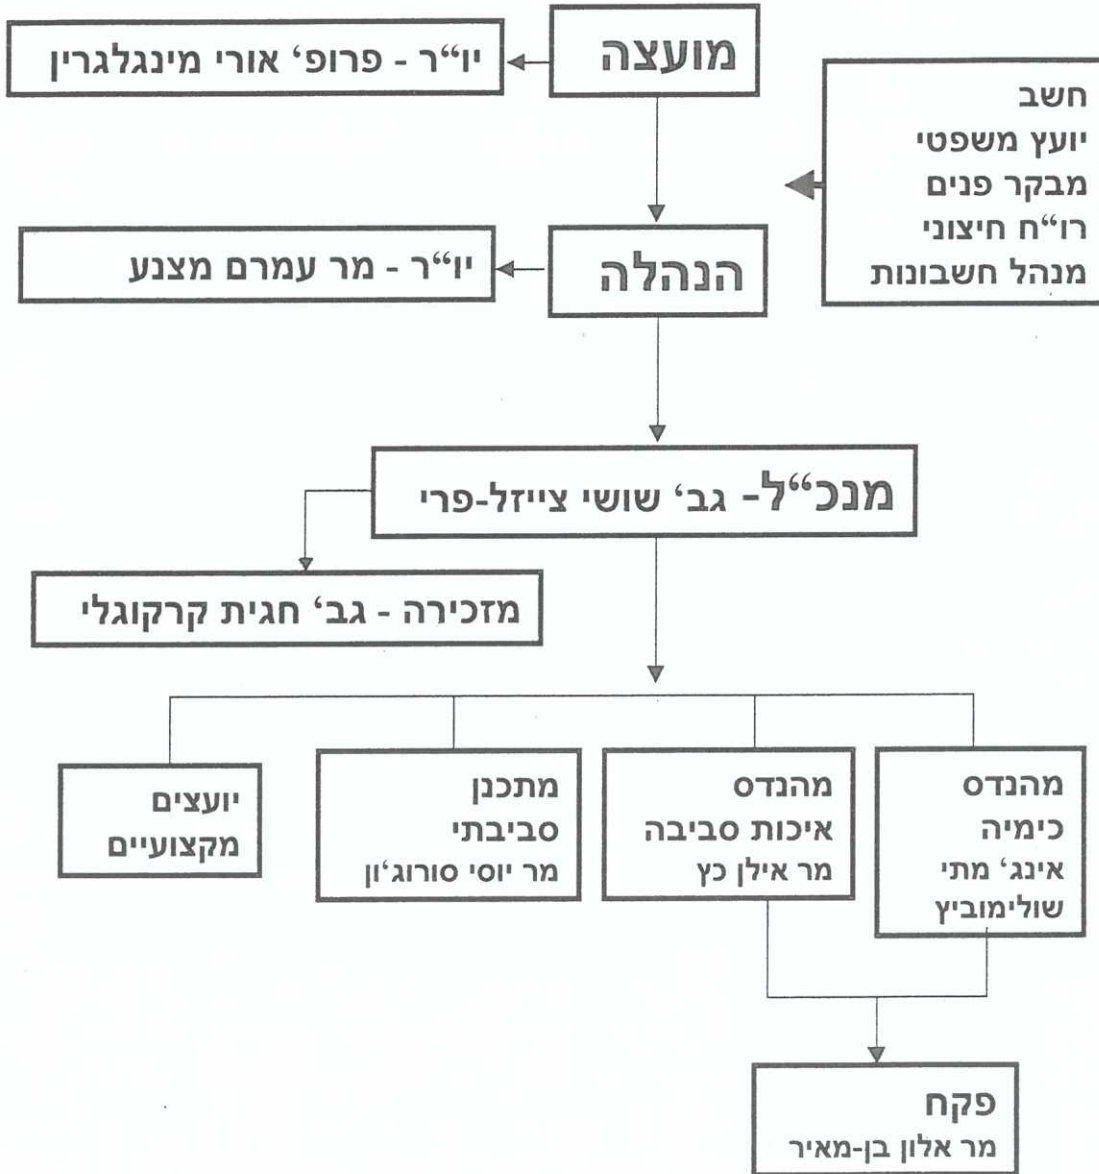 מועצה
יו“ר - פרופ‘ אורי מינגלגרין
חשב
יועץ משפטי
מבקר פנים
רו“ח חיצוני
מנהל חשבונות
הנהלה
יו“ר - מר עמרם מצנע
מנכ“ל- גב‘ שושי צייזל-פרי
מזכירה - גב‘ חגית קרקוגלי
מהנדס
כימיה
אינג‘ מתי
שולימוביץ
מהנדס
איכות סביבה
מר אילן כץ
מתכנן
סביבתי
מר יוסי סורוג‘ון
יועצים
מקצועיים
פקח
מר אלון בן-מאיר